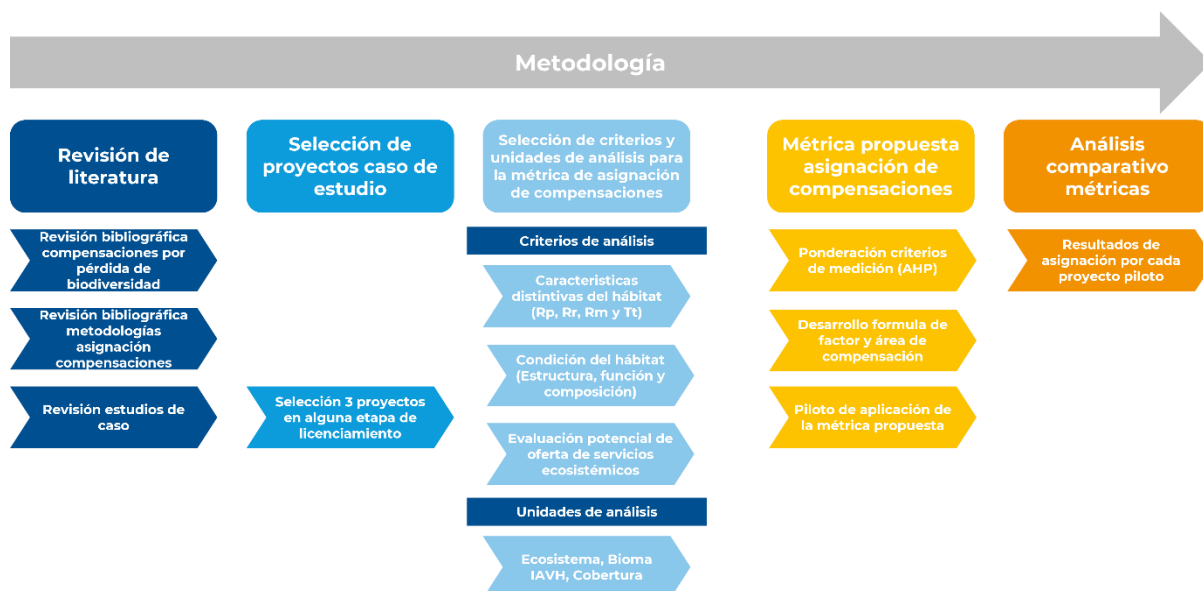 Metodología
Revisión de
literatura
Revisión bibliográfica
compensaciones por
pérdida de
biodiversidad
Revisión bibliográfica
metodologías
asignación
compensaciones
Revisión estudios de
caso
Selección de
proyectos caso de
estudio
Selección 3 proyectos
en alguna etapa de
licenciamiento
Selección de criterios y
unidades de análisis para
la métrica de asignación
de compensaciones
Criterios de análisis
Caracteristicas
distintivas del hábitat
(Rp, Rr, Rm y Tt)
Condición del hábitat
(Estructura, función y
composición)
Evaluación potencial de
oferta de servicios
ecosistémicos
Unidades de análisis
Ecosistema, Bioma
IAVH, Cobertura
Métrica propuesta
asignación de
compensaciones
Ponderación criterios
de medición (AHP)
Desarrollo formula de
factor y área de
compensación
Piloto de aplicación de
la métrica propuesta
Análisis
comparativo
métricas
Resultados de
asignación por cada
proyecto piloto